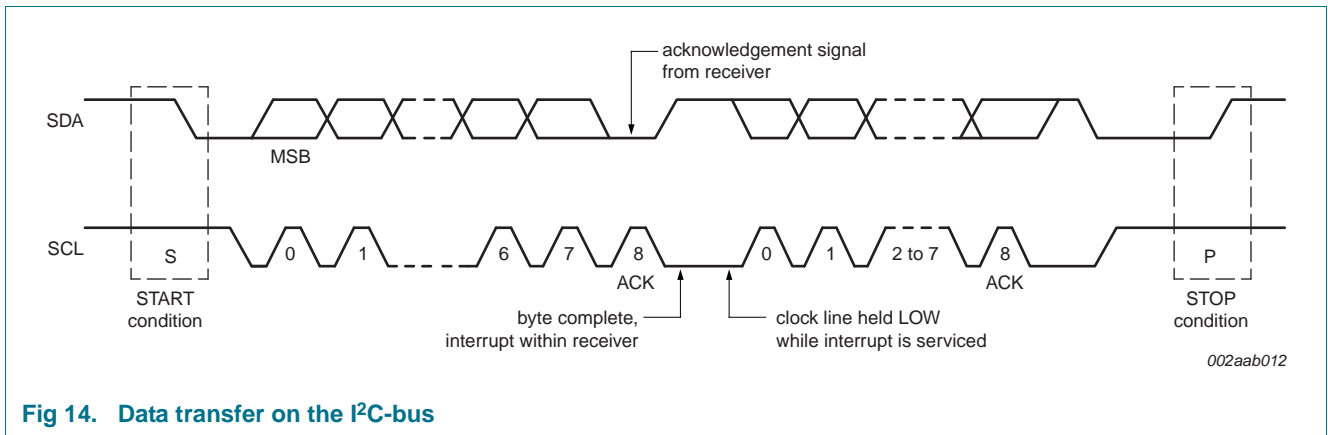 acknowledgement signal
from receiver
SDA
MSB
SCL
S
0
1
6
7
8
0
1
2 to 7
8
P
ACK
ACK
START
condition
byte complete,
interrupt within receiver
clock line held LOW
while interrupt is serviced
STOP
condition
002aab012
Fig 14. Data transfer on the I²C-bus